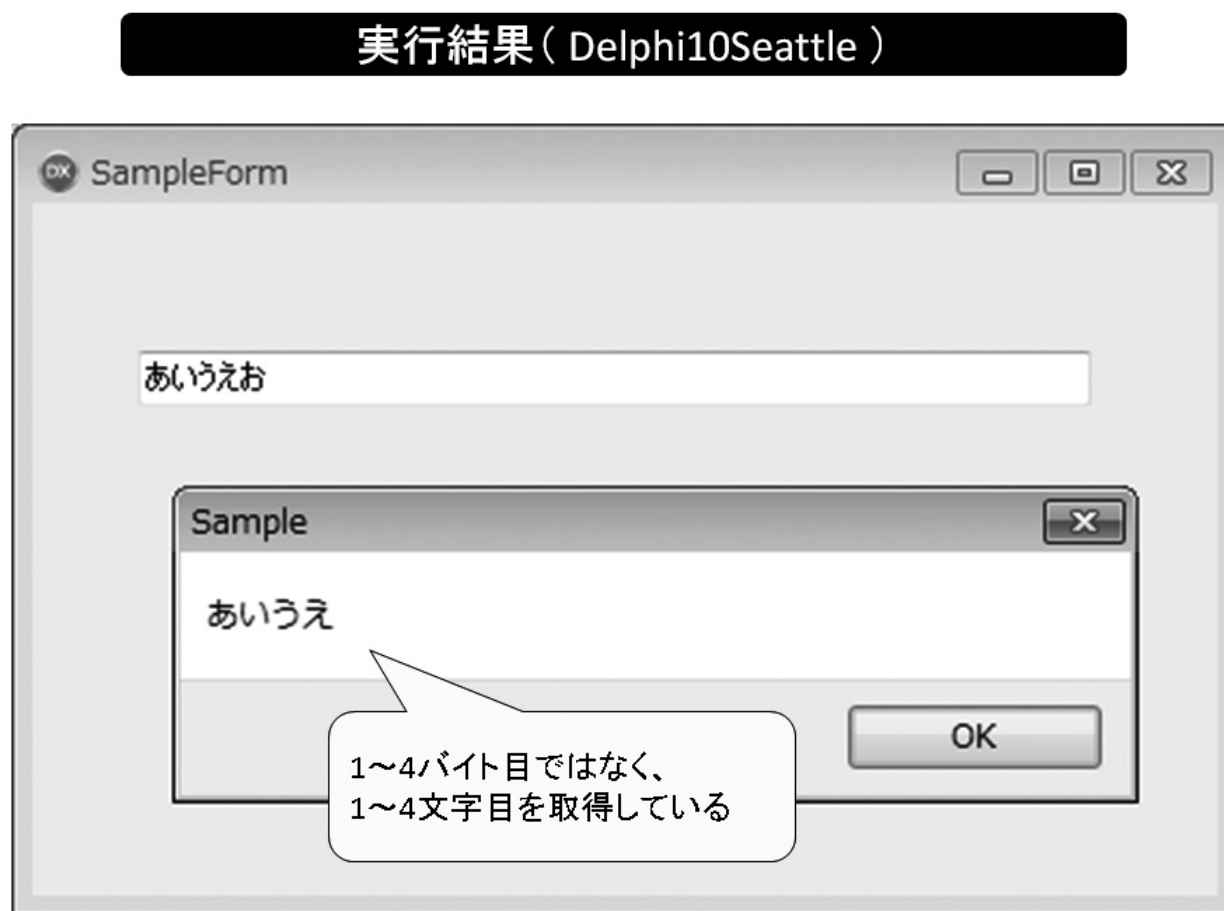 実行結果（Delphi10Seattle）
DX SampleForm
あいうえお
Sample
あいうえ
OK
1～4バイト目ではなく、
1～4文字目を取得している